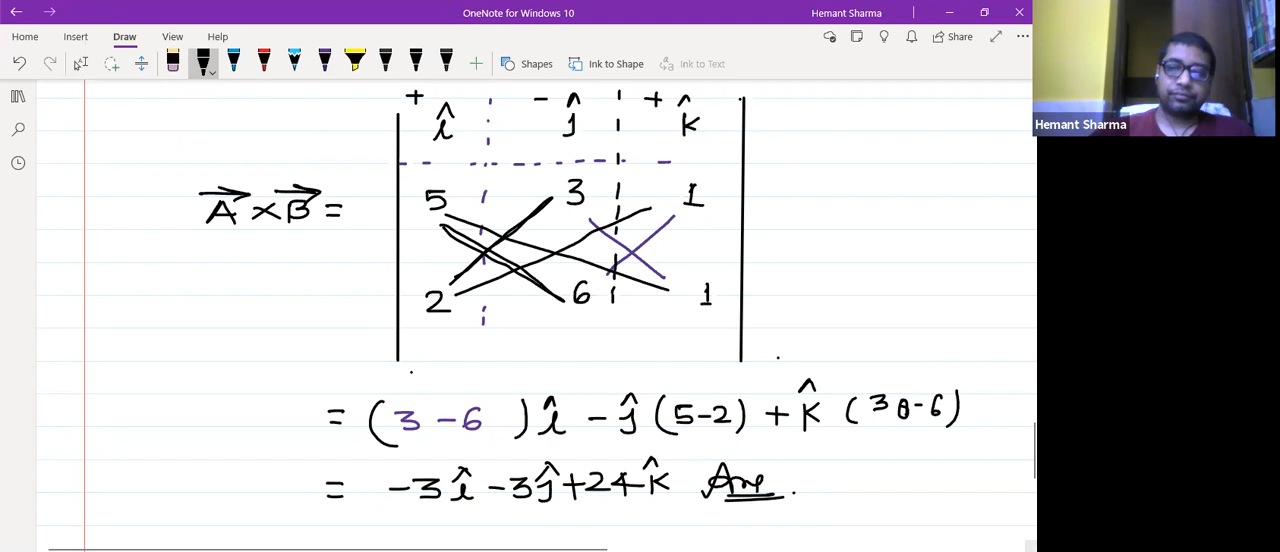 OneNote for Windows 10
Hemant Sharma
Home Insert Draw View Help
Shapes Ink to Shape Ink to Text Share
Hemant Sharma
+ î - ĵ + k̂
5 3 1
A⃗ × B⃗ =
2 6 1
= (3 - 6) î - ĵ (5-2) + k̂ (30-6)
= -3î - 3ĵ + 24k̂ Ans.